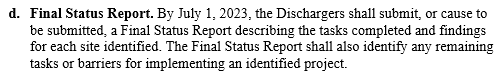 d. Final Status Report. By July 1, 2023, the Dischargers shall submit, or cause to
be submitted, a Final Status Report describing the tasks completed and findings
for each site identified. The Final Status Report shall also identify any remaining
tasks or barriers for implementing an identified project.